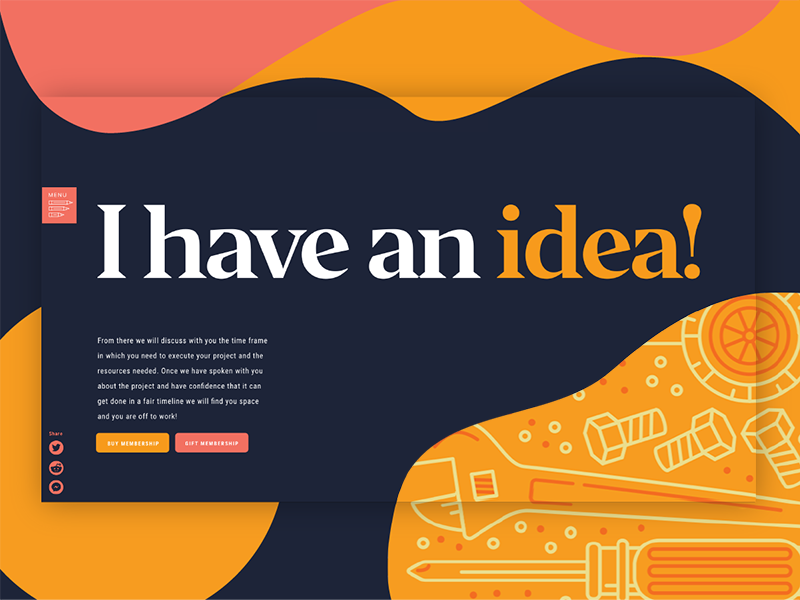 MENU
I have an idea!
From there we will discuss with you the time frame
in which you need to execute your project and the
resources needed. Once we have spoken with you
about the project and have confidence that it can
get done in a fair timeline we will find you space
and you are off to work!
Share
BUY MEMBERSHIP
GIFT MEMBERSHIP